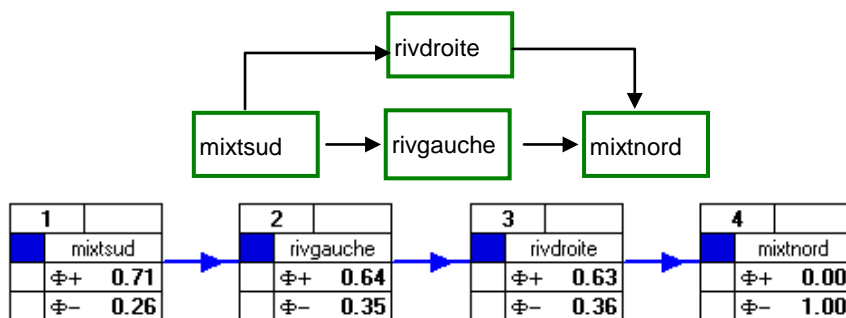 rivdroite
mixtsud rivgauche mixtnord
1 2 3 4
mixtsud rivgauche rivdroite mixtnord
Φ+ 0.71 Φ+ 0.64 Φ+ 0.63 Φ+ 0.00
Φ− 0.26 Φ− 0.35 Φ− 0.36 Φ− 1.00